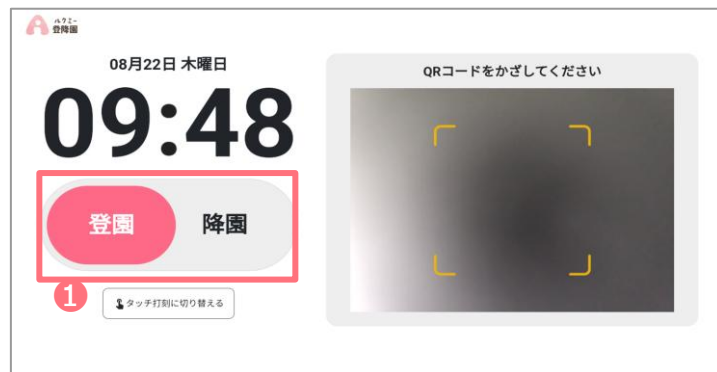 ルクミー
登降園
08月22日 木曜日
09:48
登園
降園
1
タッチ打刻に切り替える
QRコードをかざしてください